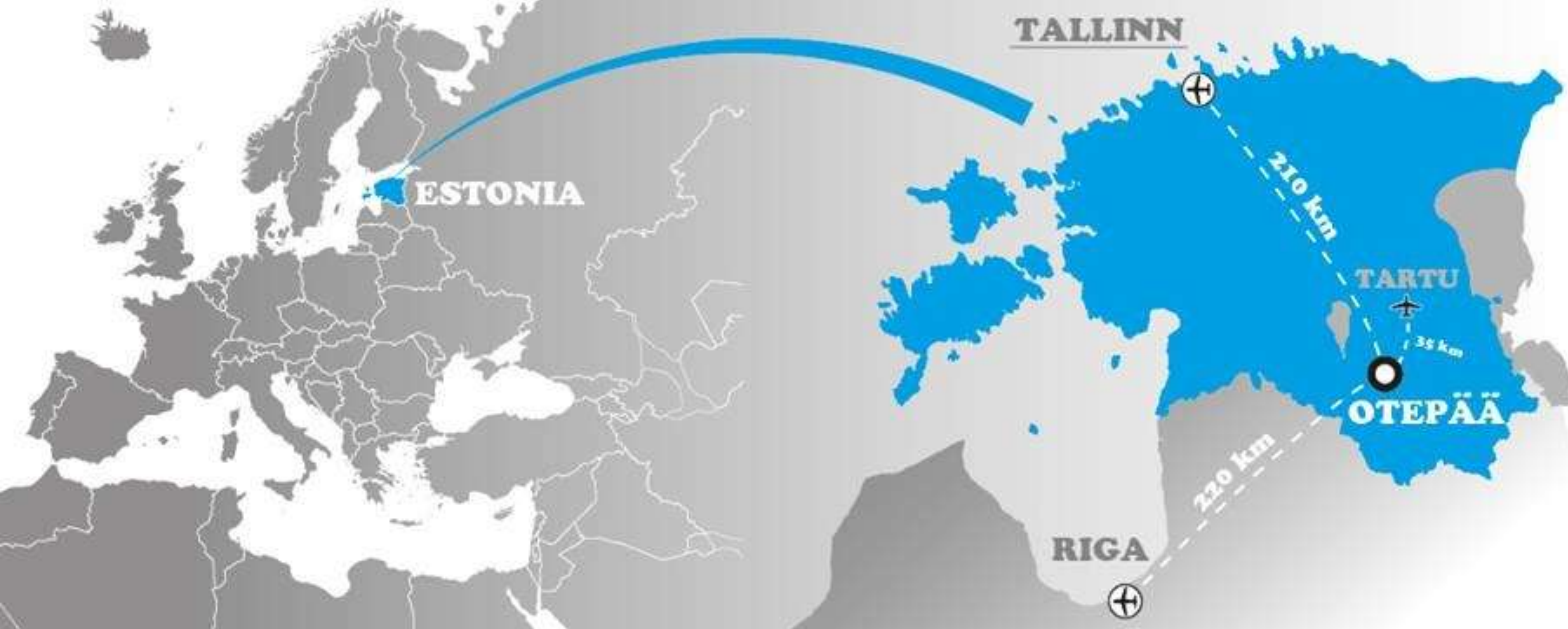 TALLINN
ESTONIA
210 km
TARTU
35 km
OTEPÄÄ
220 km
RIGA